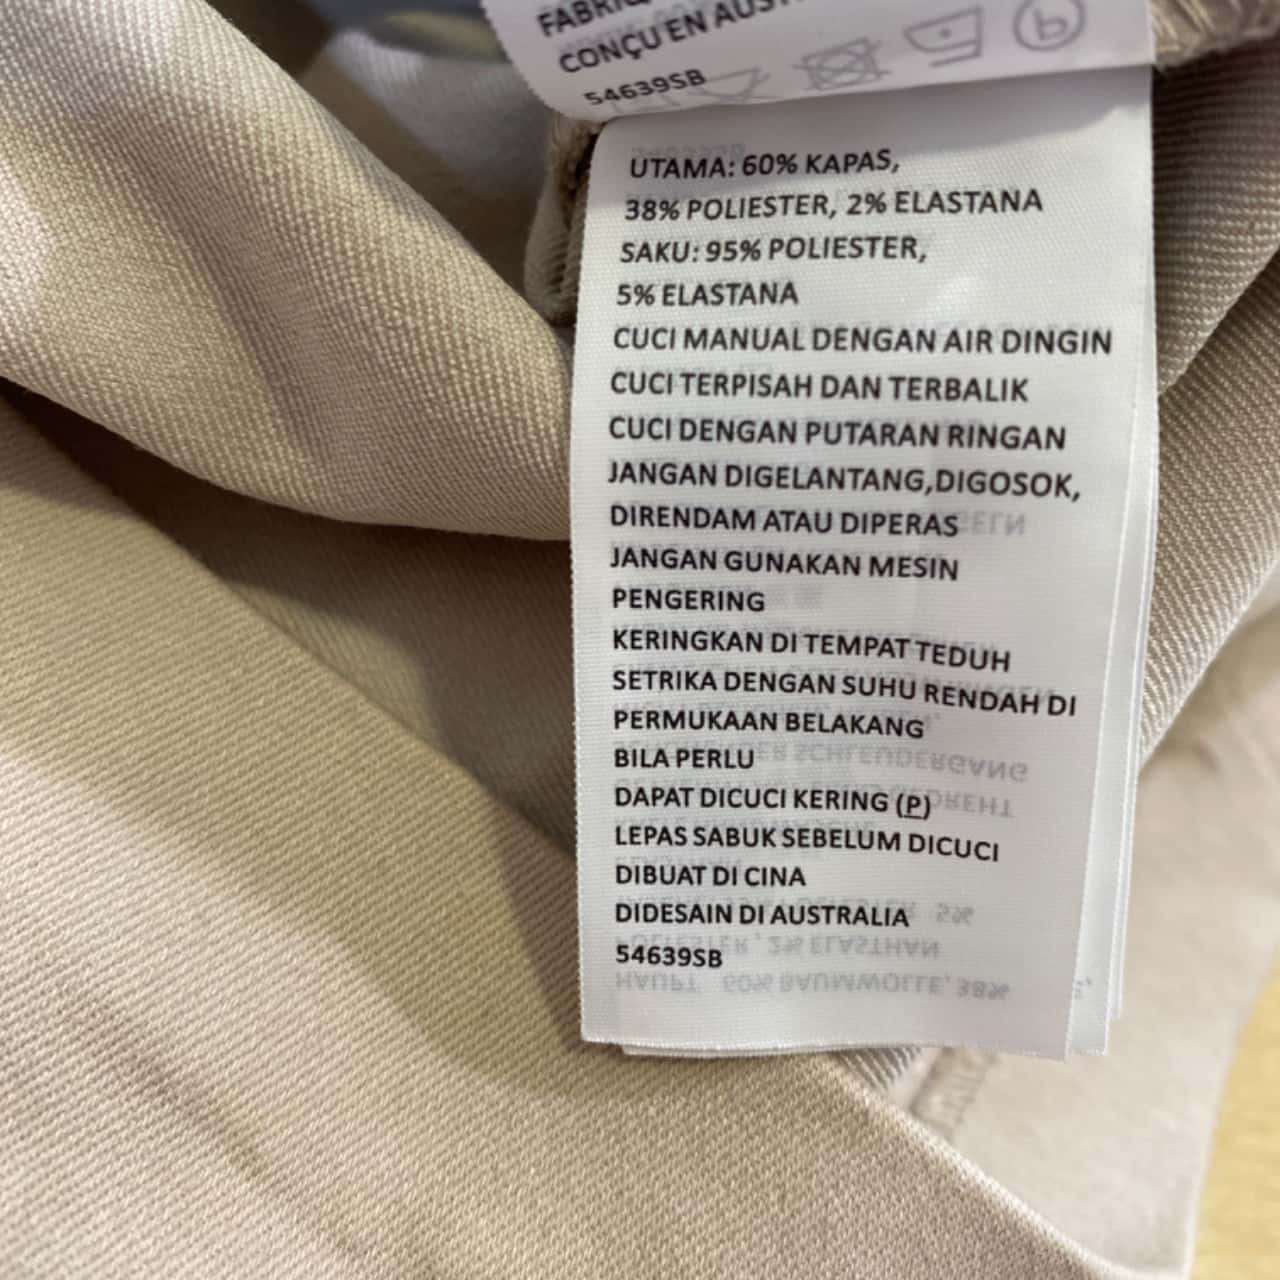 CONÇU EN
54639SB
UTAMA: 60% KAPAS,
38% POLIESTER, 2% ELASTANA
SAKU: 95% POLIESTER,
5% ELASTANA
CUCI MANUAL DENGAN AIR DINGIN
CUCI TERPISAH DAN TERBALIK
CUCI DENGAN PUTARAN RINGAN
JANGAN DIGELANTANG,DIGOSOK,
DIRENDAM ATAU DIPERAS
JANGAN GUNAKAN MESIN
PENGERING
KERINGKAN DI TEMPAT TEDUH
SETRIKA DENGAN SUHU RENDAH DI
PERMUKAAN BELAKANG
BILA PERLU
DAPAT DICUCI KERING (P)
LEPAS SABUK SEBELUM DICUCI
DIBUAT DI CINA
DIDESAIN DI AUSTRALIA
54639SB